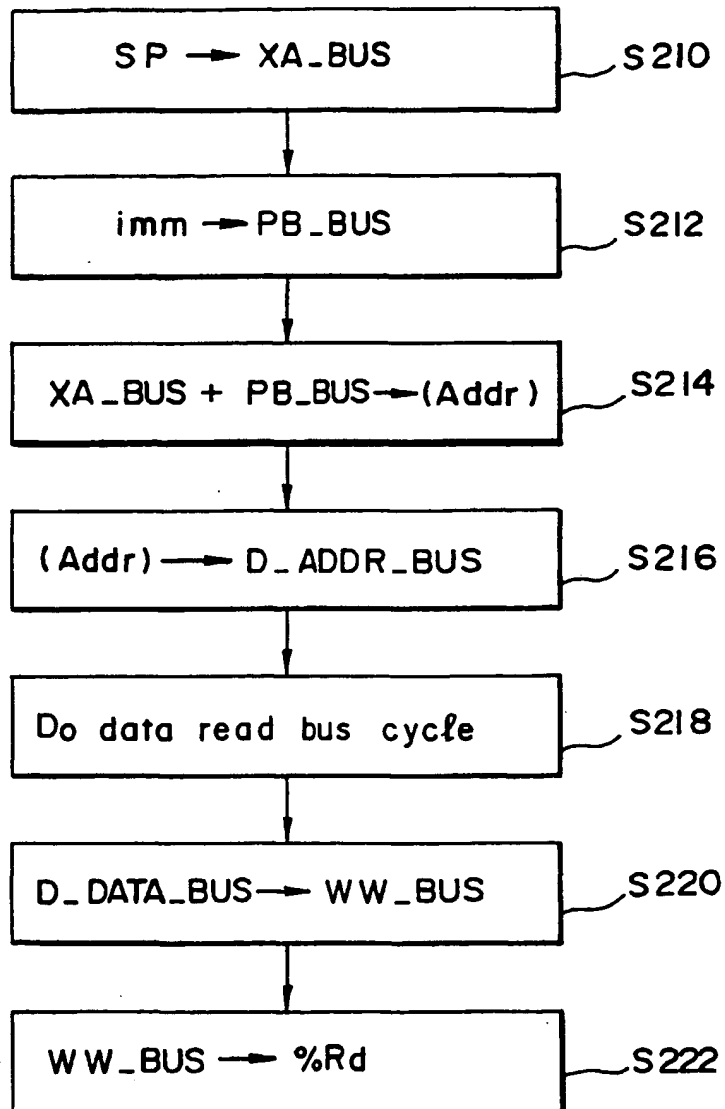 SP → XA_BUS S210
imm → PB_BUS S212
XA_BUS + PB_BUS → (Addr) S214
(Addr) → D_ADDR_BUS S216
Do data read bus cycle S218
D_DATA_BUS → WW_BUS S220
WW_BUS → %Rd S222